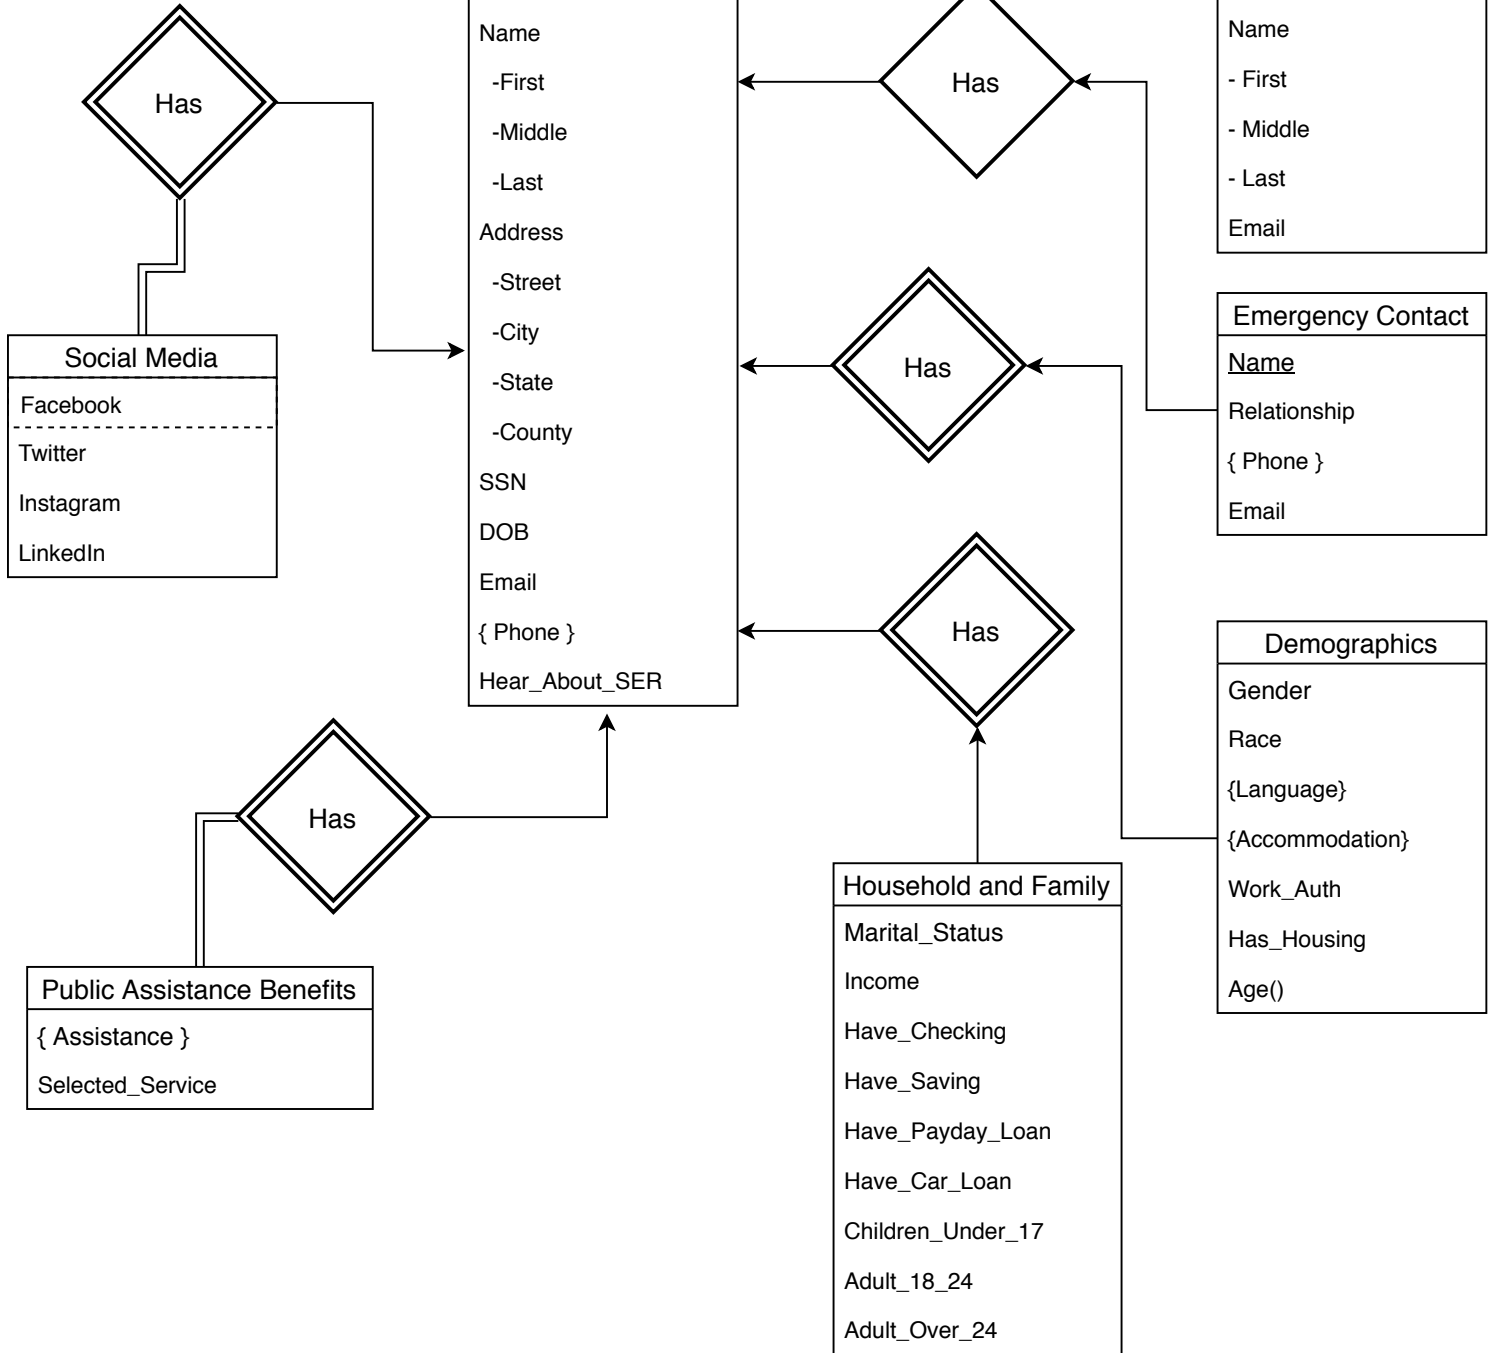 Has
Social Media
Facebook
Twitter
Instagram
LinkedIn
Name
-First
-Middle
-Last
Address
-Street
-City
-State
-County
SSN
DOB
Email
{ Phone }
Hear_About_SER
Has
Has
Has
Name
- First
- Middle
- Last
Email
Emergency Contact
Name
Relationship
{ Phone }
Email
Demographics
Gender
Race
{Language}
{Accommodation}
Work_Auth
Has_Housing
Age()
Has
Public Assistance Benefits
{ Assistance }
Selected_Service
Household and Family
Marital_Status
Income
Have_Checking
Have_Saving
Have_Payday_Loan
Have_Car_Loan
Children_Under_17
Adult_18_24
Adult_Over_24